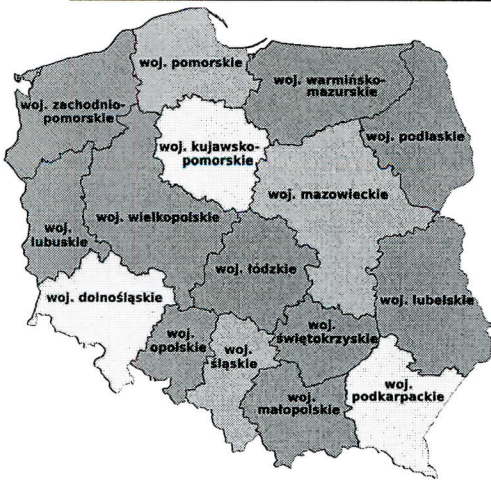 woj. pomorskie
woj. warmińsko-
mazurskie
woj. zachodnio-
pomorskie
woj. podlaskie
woj. kujawsko-
pomorskie
woj. mazowieckie
woj. wielkopolskie
woj.
lubuskie
woj. łódzkie
woj. dolnośląskie
woj. lubelskie
woj.
opolskie
woj.
śląskie
woj.
świętokrzyskie
woj.
podkarpackie
woj.
małopolskie